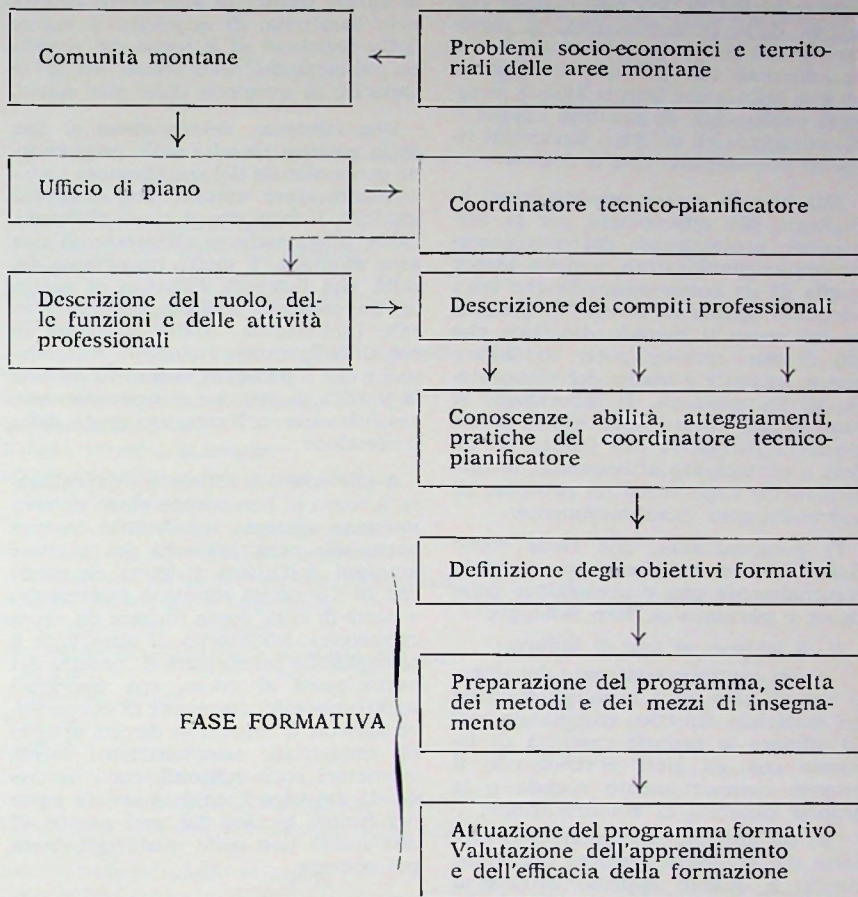 Comunità montane
Problemi socio-economici e territo-
riali delle aree montane
Ufficio di piano
Coordinatore tecnico-pianificatore
Descrizione del ruolo, del-
le funzioni e delle attività
professionali
Descrizione dei compiti professionali
Conoscenze, abilità, atteggiamenti,
pratiche del coordinatore tecnico-
pianificatore
Definizione degli obiettivi formativi
FASE FORMATIVA
Preparazione del programma, scelta
dei metodi e dei mezzi di insegna-
mento
Attuazione del programma formativo
Valutazione dell'apprendimento
e dell'efficacia della formazione